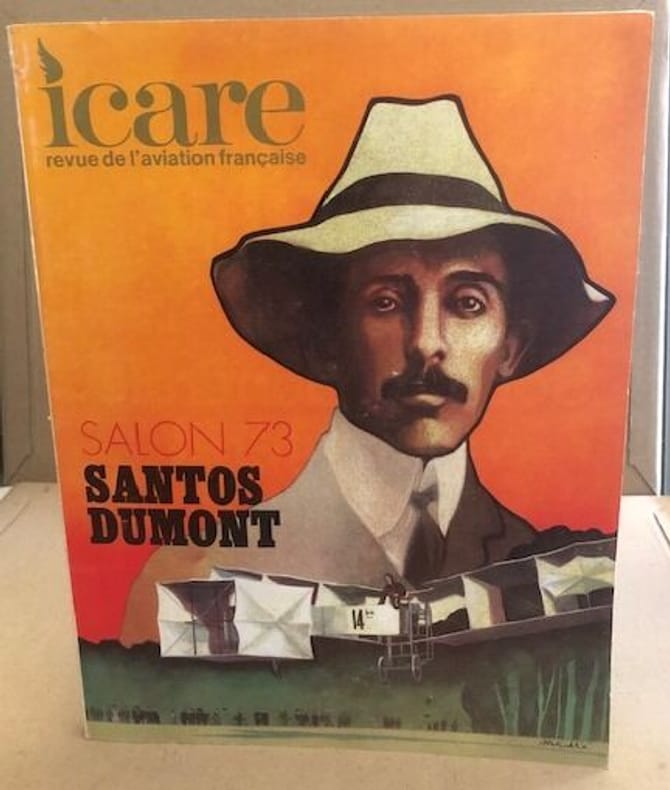 icare
revue de l'aviation française
SALON 73
SANTOS
DUMONT
14